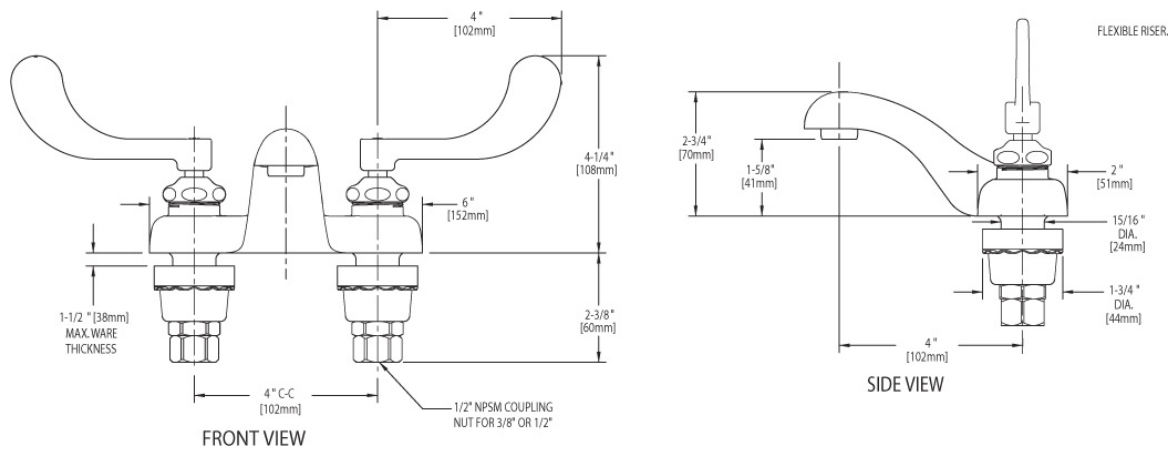 4"
[102mm]
4-1/4"
[108mm]
6"
[152mm]
1-1/2 " [38mm]
MAX. WARE
THICKNESS
2-3/8"
[60mm]
4 " C-C
[102mm]
1/2" NPSM COUPLING
NUT FOR 3/8" OR 1/2"
FRONT VIEW
FLEXIBLE RISER.
2-3/4"
[70mm]
1-5/8"
[41mm]
2 "
[51mm]
15/16 "
DIA.
[24mm]
1-3/4 "
DIA.
[44mm]
4 "
[102mm]
SIDE VIEW